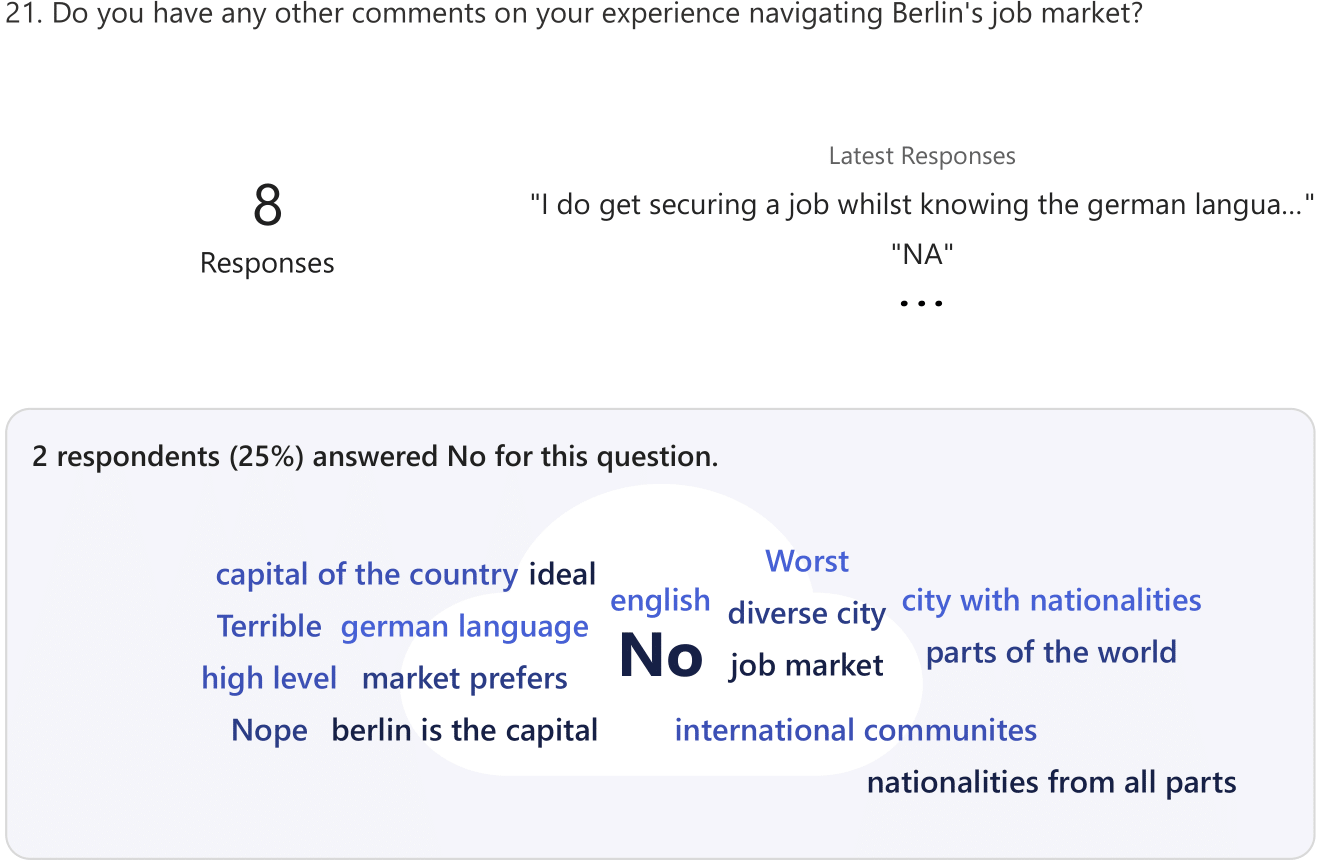 21. Do you have any other comments on your experience navigating Berlin's job market?
8
Responses
Latest Responses
"I do get securing a job whilst knowing the german langua..."
"NA"
...
2 respondents (25%) answered No for this question.
capital of the country ideal
Terrible german language
high level market prefers
Nope berlin is the capital
english
No
Worst
diverse city
job market
city with nationalities
parts of the world
international communites
nationalities from all parts